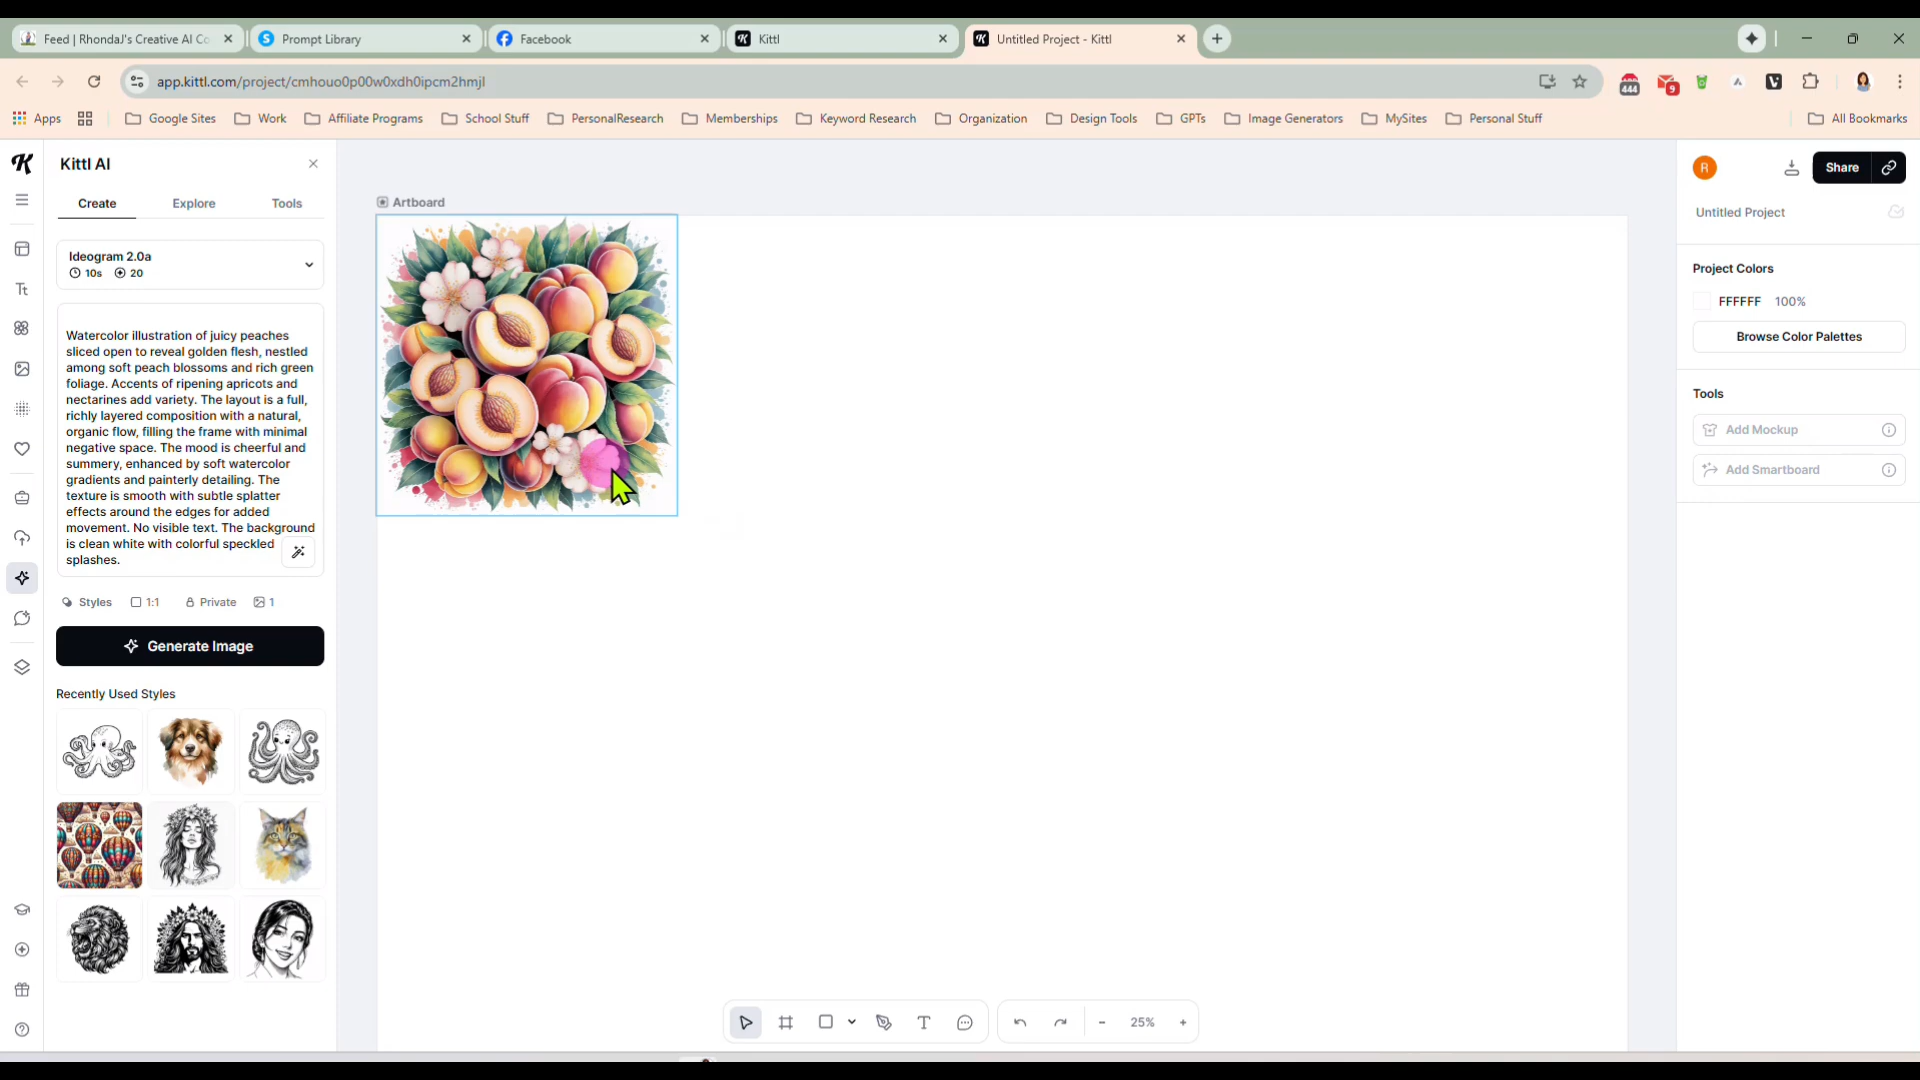 Feed | RhondaJ's Creative AI Co
Prompt Library
Facebook
Kittl
Untitled Project - Kittl
app.kittl.com/project/cmhouo0p00w0xdh0ipcm2hmjl
444
9
Apps
Google Sites
Work
Affiliate Programs
School Stuff
PersonalResearch
Memberships
Keyword Research
Organization
Design Tools
GPTs
Image Generators
MySites
Personal Stuff
All Bookmarks
Kittl AI
Create
Explore
Tools
Ideogram 2.0a
10s
20
Watercolor illustration of juicy peaches
sliced open to reveal golden flesh, nestled
among soft peach blossoms and rich green
foliage. Accents of ripening apricots and
nectarines add variety. The layout is a full,
richly layered composition with a natural,
organic flow, filling the frame with minimal
negative space. The mood is cheerful and
summery, enhanced by soft watercolor
gradients and painterly detailing. The
texture is smooth with subtle splatter
effects around the edges for added
movement. No visible text. The background
is clean white with colorful speckled
splashes.
Styles
1:1
Private
1
Generate Image
Recently Used Styles
Artboard
25%
R
Share
Untitled Project
Project Colors
FFFFFF 100%
Browse Color Palettes
Tools
Add Mockup
Add Smartboard